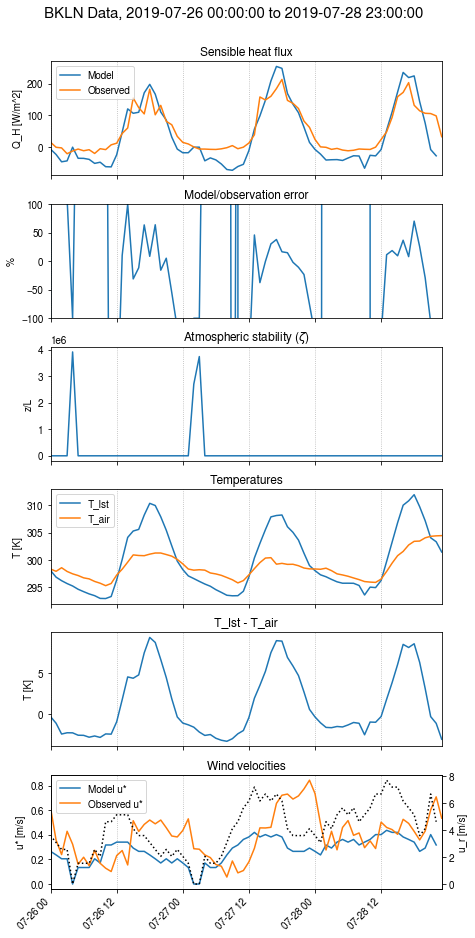 BKLN Data, 2019-07-26 00:00:00 to 2019-07-28 23:00:00
Sensible heat flux
Q_H [W/m^2]
200
100
0
Model
Observed
Model/observation error
%
100
50
0
−50
−100
Atmospheric stability (ζ)
1e6
z/L
4
3
2
1
0
Temperatures
T [K]
310
305
300
295
T_lst
T_air
T_lst - T_air
T [K]
5
0
Wind velocities
u* [m/s]
0.8
0.6
0.4
0.2
0.0
Model u*
Observed u*
8
6
4
2
0
u_r [m/s]
07-26 00
07-26 12
07-27 00
07-27 12
07-28 00
07-28 12